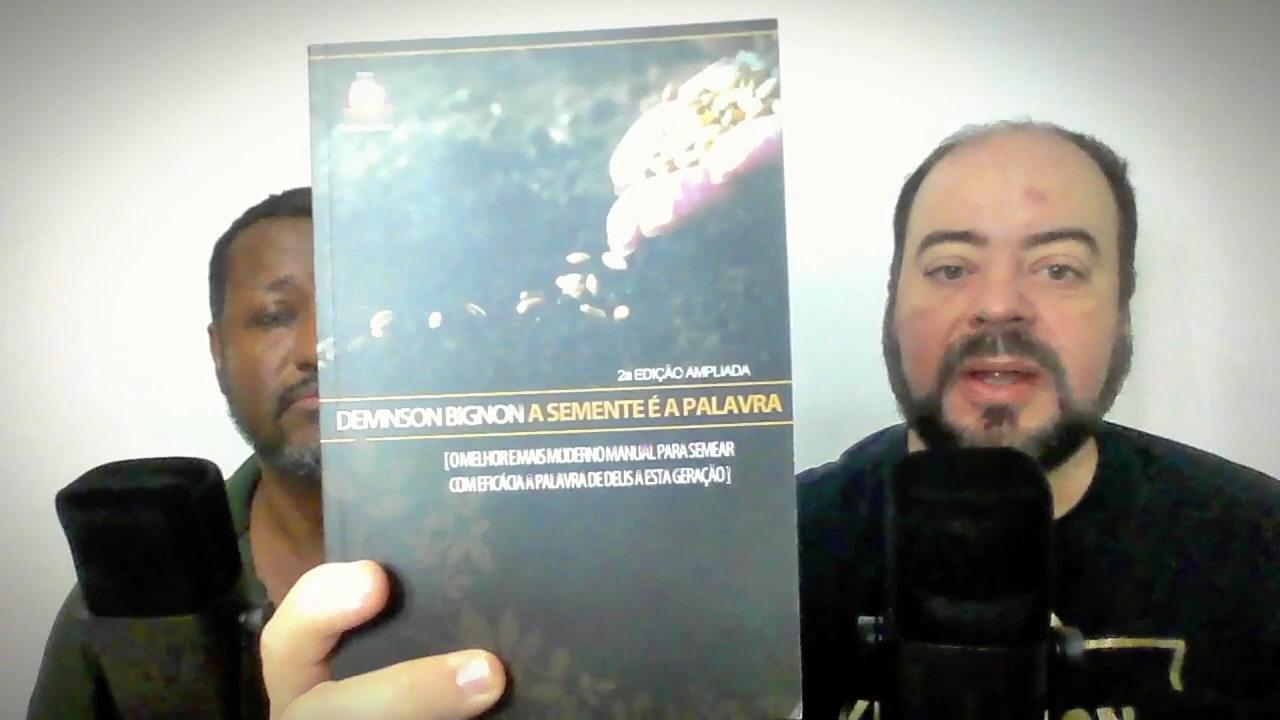 2a EDIÇÃO AMPLIADA
DEIVINSON BIGNON A SEMENTE É A PALAVRA
[ O MELHOR E MAIS MODERNO MANUAL PARA SEMEAR
COM EFICÁCIA A PALAVRA DE DEUS A ESTA GERAÇÃO ]